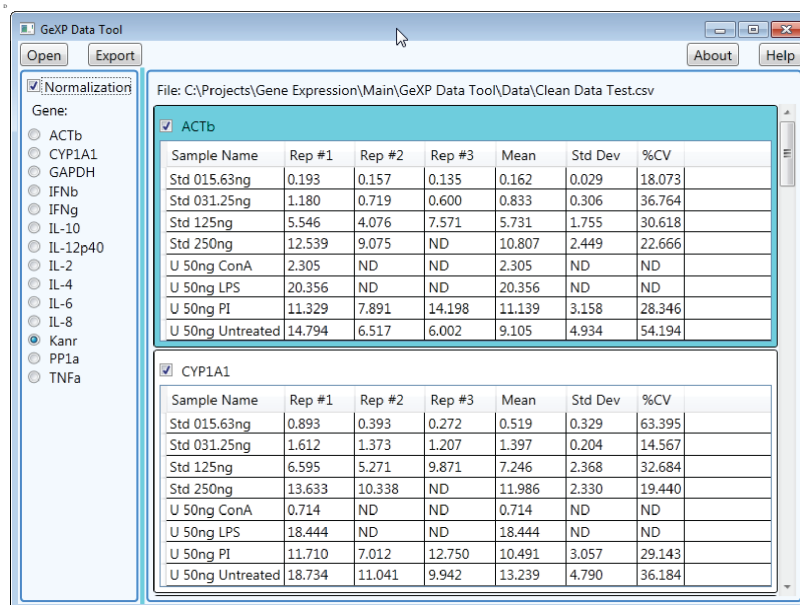 GeXP Data Tool
Open Export About Help
Normalization
Gene:
ACTb
CYP1A1
GAPDH
IFNb
IFNg
IL-10
IL-12p40
IL-2
IL-4
IL-6
IL-8
Kanr
PP1a
TNFa
File: C:\Projects\Gene Expression\Main\GeXP Data Tool\Data\Clean Data Test.csv
ACTb
Sample Name Rep #1 Rep #2 Rep #3 Mean Std Dev %CV
Std 015.63ng 0.193 0.157 0.135 0.162 0.029 18.073
Std 031.25ng 1.180 0.719 0.600 0.833 0.306 36.764
Std 125ng 5.546 4.076 7.571 5.731 1.755 30.618
Std 250ng 12.539 9.075 ND 10.807 2.449 22.666
U 50ng ConA 2.305 ND ND 2.305 ND ND
U 50ng LPS 20.356 ND ND 20.356 ND ND
U 50ng PI 11.329 7.891 14.198 11.139 3.158 28.346
U 50ng Untreated 14.794 6.517 6.002 9.105 4.934 54.194
CYP1A1
Sample Name Rep #1 Rep #2 Rep #3 Mean Std Dev %CV
Std 015.63ng 0.893 0.393 0.272 0.519 0.329 63.395
Std 031.25ng 1.612 1.373 1.207 1.397 0.204 14.567
Std 125ng 6.595 5.271 9.871 7.246 2.368 32.684
Std 250ng 13.633 10.338 ND 11.986 2.330 19.440
U 50ng ConA 0.714 ND ND 0.714 ND ND
U 50ng LPS 18.444 ND ND 18.444 ND ND
U 50ng PI 11.710 7.012 12.750 10.491 3.057 29.143
U 50ng Untreated 18.734 11.041 9.942 13.239 4.790 36.184